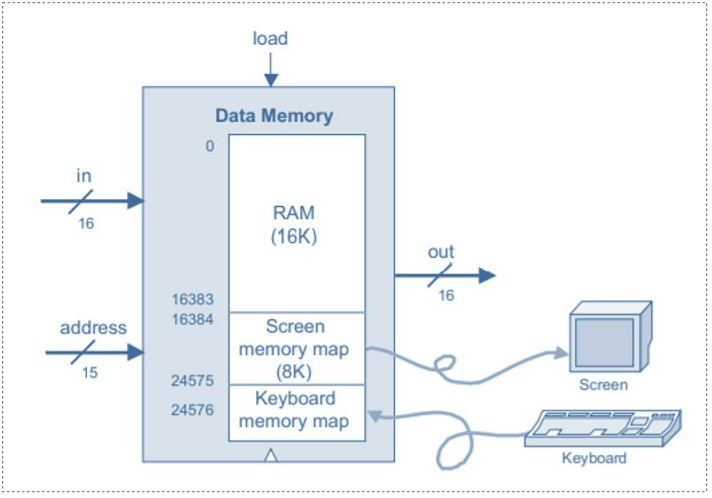 load
Data Memory
0
in
16
RAM
(16K)
out
16
16383
16384
address
15
Screen
memory map
(8K)
24575
24576
Keyboard
memory map
Screen
Keyboard